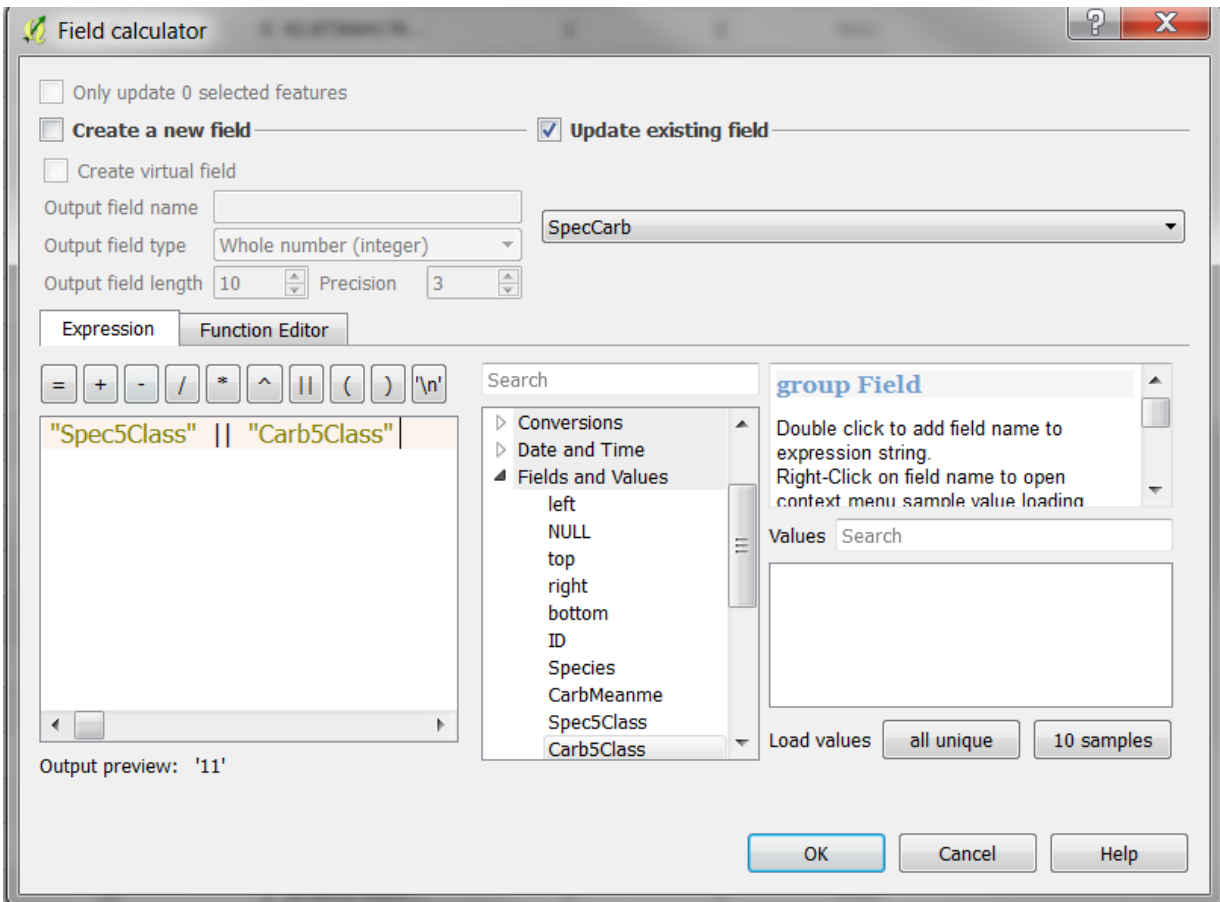 Field calculator
Only update 0 selected features
Create a new field
Update existing field
Create virtual field
Output field name
SpecCarb
Output field type Whole number (integer)
Output field length 10 Precision 3
Expression Function Editor
= + - / * ^ || ( ) '\n'
"Spec5Class" || "Carb5Class"
Output preview: '11'
Search
Conversions
Date and Time
Fields and Values
left
NULL
top
right
bottom
ID
Species
CarbMeanme
Spec5Class
Carb5Class
group Field
Double click to add field name to
expression string.
Right-Click on field name to open
context menu sample value loading
Values Search
Load values all unique 10 samples
OK Cancel Help